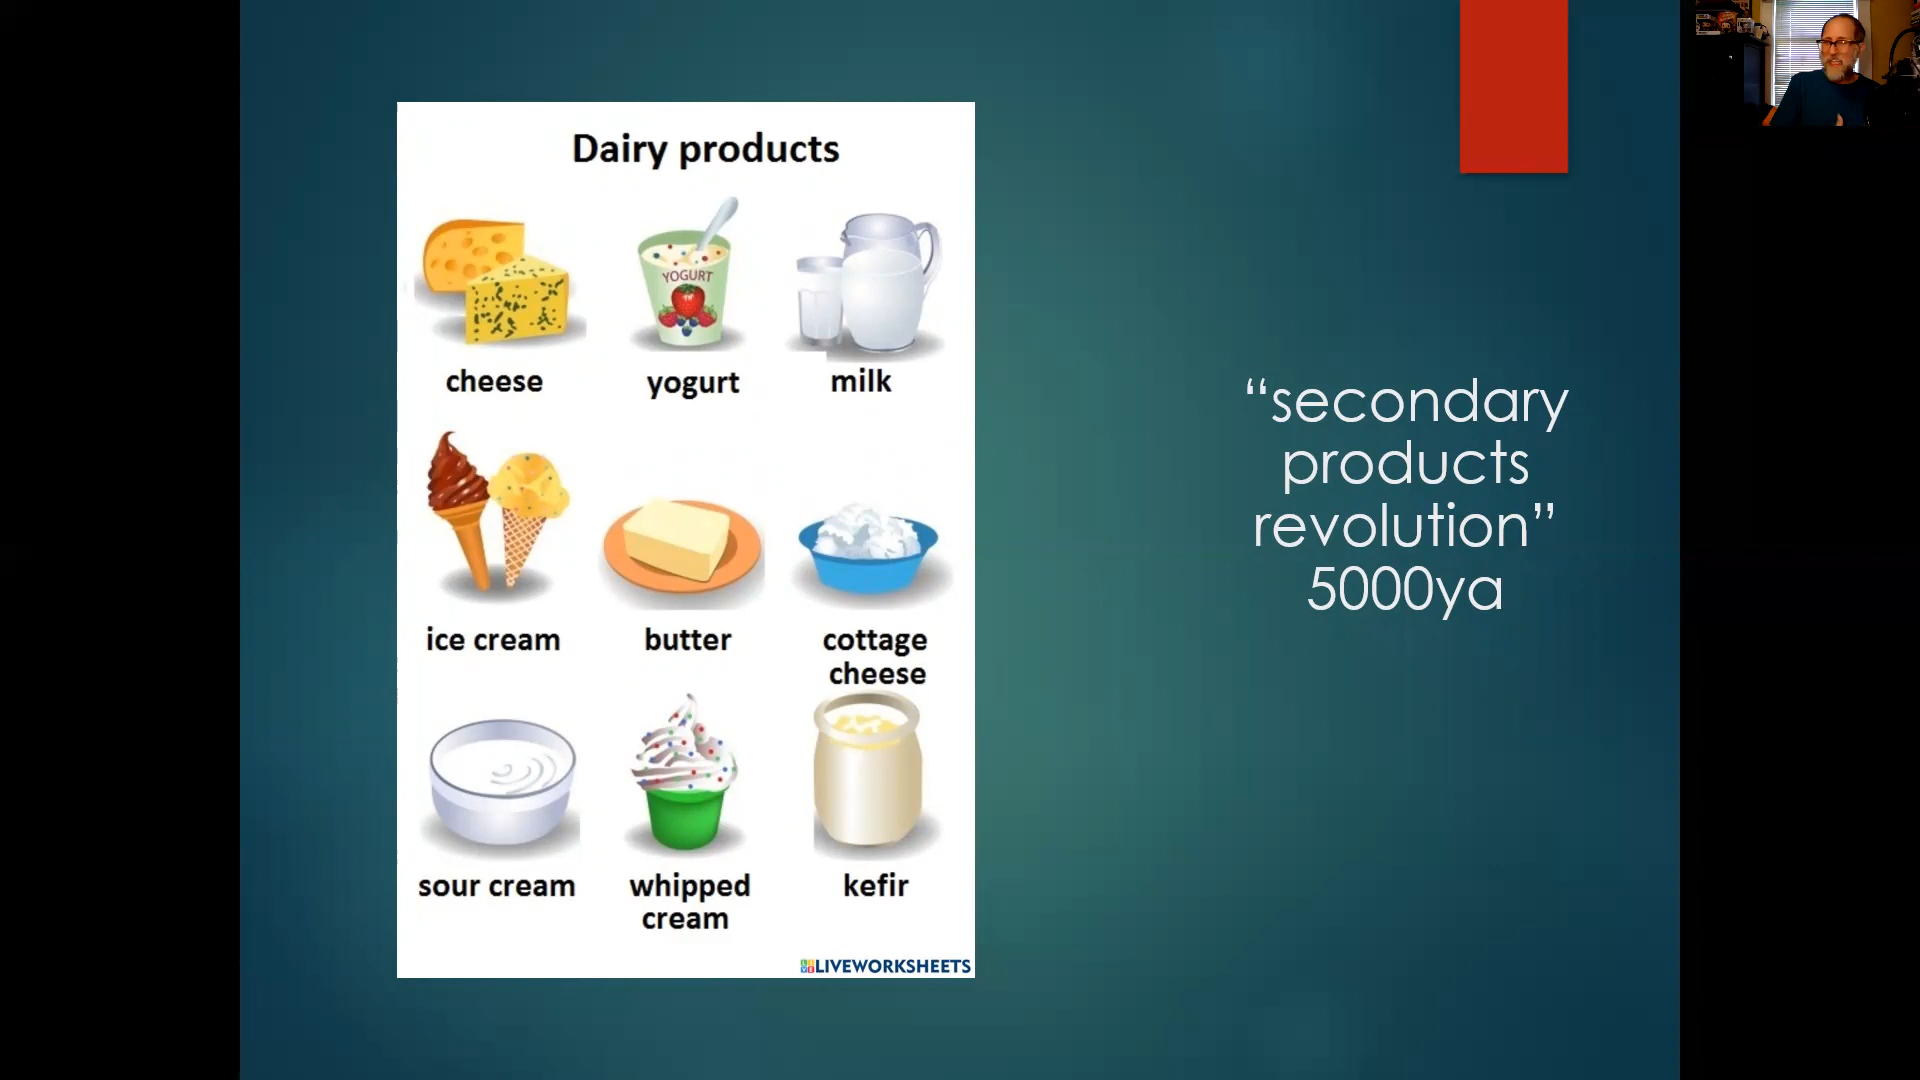 Dairy products
YOGURT
cheese
yogurt
milk
ice cream
butter
cottage
cheese
sour cream
whipped
cream
kefir
LIVEWORKSHEETS
“secondary
products
revolution”
5000ya